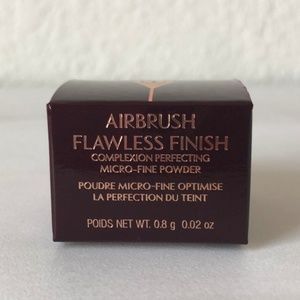 AIRBRUSH
FLAWLESS FINISH
COMPLEXION PERFECTING
MICRO-FINE POWDER
POUDRE MICRO-FINE OPTIMISE
LA PERFECTION DU TEINT
POIDS NET WT. 0.8 g 0.02 oz